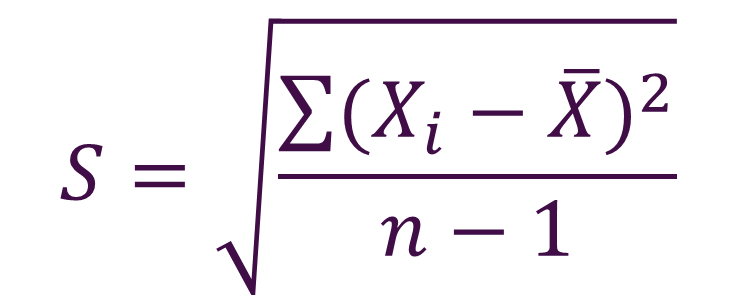 S = √(∑(Xᵢ − X̄)² / (n − 1))